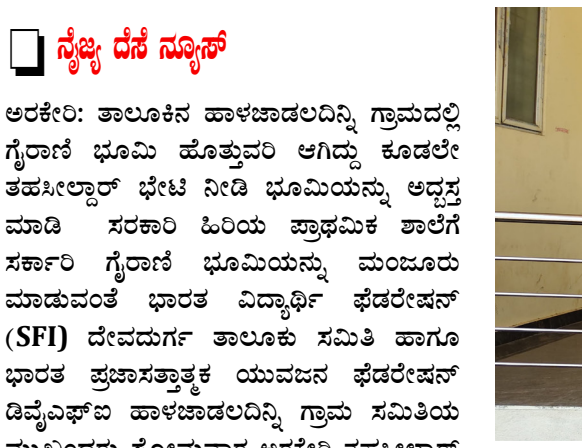 ನೈಜ್ಯ ದೆಸೆ ನ್ಯೂಸ್
ಅರಕೇರಿ: ತಾಲೂಕಿನ ಹಾಳಜಾಡಲದಿನ್ನಿ ಗ್ರಾಮದಲ್ಲಿ
ಗೈರಾಣಿ ಭೂಮಿ ಹೊತ್ತುವರಿ ಆಗಿದ್ದು ಕೂಡಲೇ
ತಹಸೀಲ್ದಾರ್ ಭೇಟಿ ನೀಡಿ ಭೂಮಿಯನ್ನು ಅದ್ಬಸ್ತ
ಮಾಡಿ ಸರಕಾರಿ ಹಿರಿಯ ಪ್ರಾಥಮಿಕ ಶಾಲೆಗೆ
ಸರ್ಕಾರಿ ಗೈರಾಣಿ ಭೂಮಿಯನ್ನು ಮಂಜೂರು
ಮಾಡುವಂತೆ ಭಾರತ ವಿದ್ಯಾರ್ಥಿ ಫೆಡರೇಷನ್
(SFI) ದೇವದುರ್ಗ ತಾಲೂಕು ಸಮಿತಿ ಹಾಗೂ
ಭಾರತ ಪ್ರಜಾಸತ್ತಾತ್ಮಕ ಯುವಜನ ಫೆಡರೇಷನ್
ಡಿವೈಎಫ್ಐ ಹಾಳಜಾಡಲದಿನ್ನಿ ಗ್ರಾಮ ಸಮಿತಿಯ